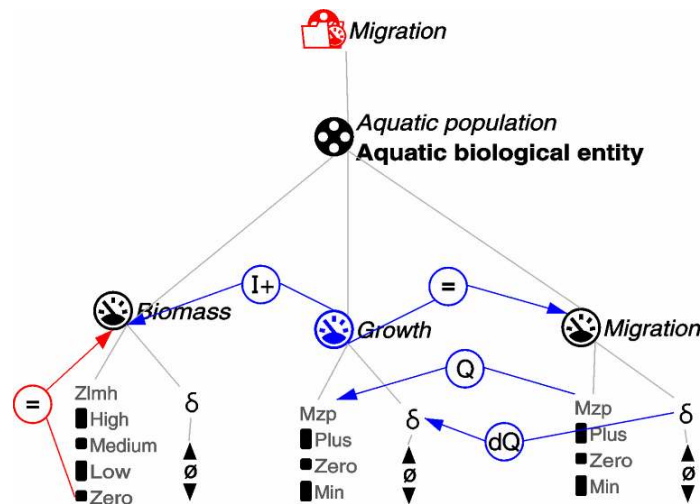 Migration
Aquatic population
Aquatic biological entity
I+
=
Biomass
Growth
Migration
Q
=
Zlmh
High
Medium
Low
Zero
δ
ø
Mzp
Plus
Zero
Min
δ
ø
dQ
Mzp
Plus
Zero
Min
δ
ø